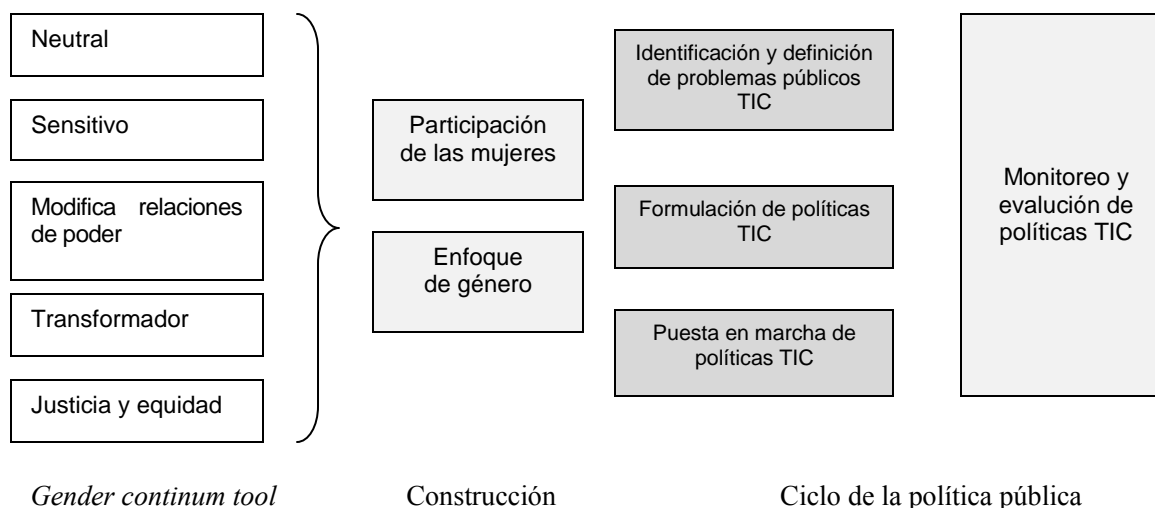 Neutral
Sensitivo
Modifica relaciones
de poder
Transformador
Justicia y equidad
Participación
de las mujeres
Enfoque
de género
Identificación y definición
de problemas públicos
TIC
Formulación de políticas
TIC
Puesta en marcha de
políticas TIC
Monitoreo y
evalución de
políticas TIC
Gender continum tool
Construcción
Ciclo de la política pública